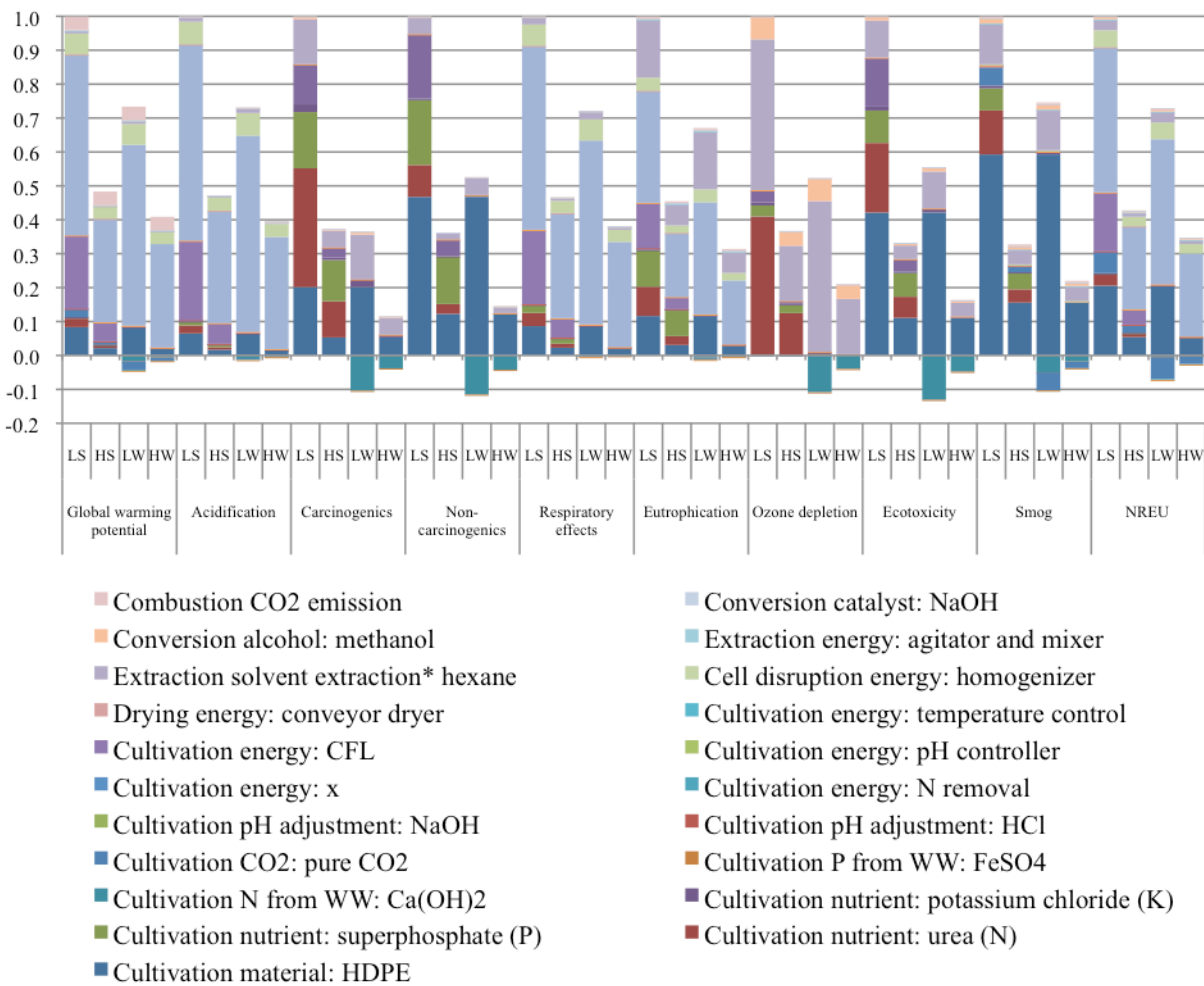 1.0
0.9
0.8
0.7
0.6
0.5
0.4
0.3
0.2
0.1
0.0
-0.1
-0.2
LS HS LW HW LS HS LW HW LS HS LW HW LS HS LW HW LS HS LW HW LS HS LW HW LS HS LW HW LS HS LW HW LS HS LW HW LS HS LW HW
Global warming potential
Acidification
Carcinogenics
Non-
carcinogenics
Respiratory
effects
Eutrophication
Ozone depletion
Ecotoxicity
Smog
NREU
Combustion CO2 emission
Conversion catalyst: NaOH
Conversion alcohol: methanol
Extraction energy: agitator and mixer
Extraction solvent extraction* hexane
Cell disruption energy: homogenizer
Drying energy: conveyor dryer
Cultivation energy: temperature control
Cultivation energy: CFL
Cultivation energy: pH controller
Cultivation energy: x
Cultivation energy: N removal
Cultivation pH adjustment: NaOH
Cultivation pH adjustment: HCl
Cultivation CO2: pure CO2
Cultivation P from WW: FeSO4
Cultivation N from WW: Ca(OH)2
Cultivation nutrient: potassium chloride (K)
Cultivation nutrient: superphosphate (P)
Cultivation nutrient: urea (N)
Cultivation material: HDPE